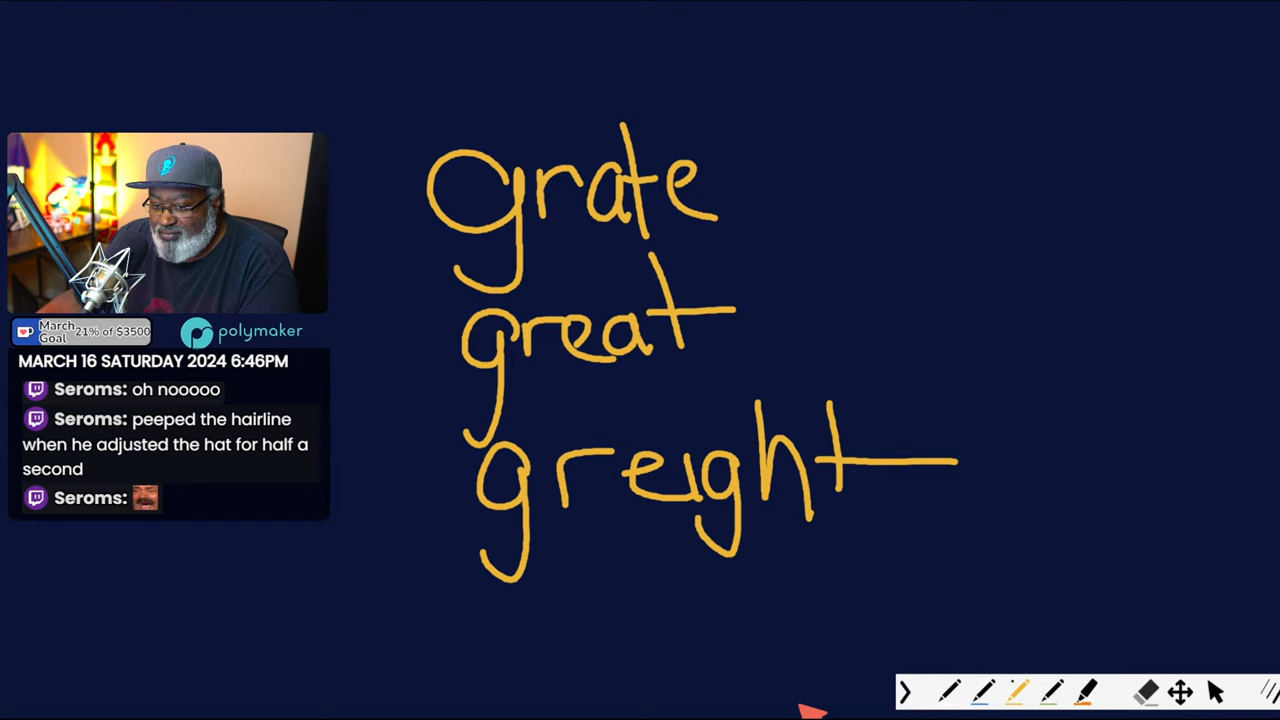 grate
great
greight
March
Goal
21% of $3500
polymaker
MARCH 16 SATURDAY 2024 6:46PM
Seroms: oh nooooo
Seroms: peeped the hairline
when he adjusted the hat for half a
second
Seroms: